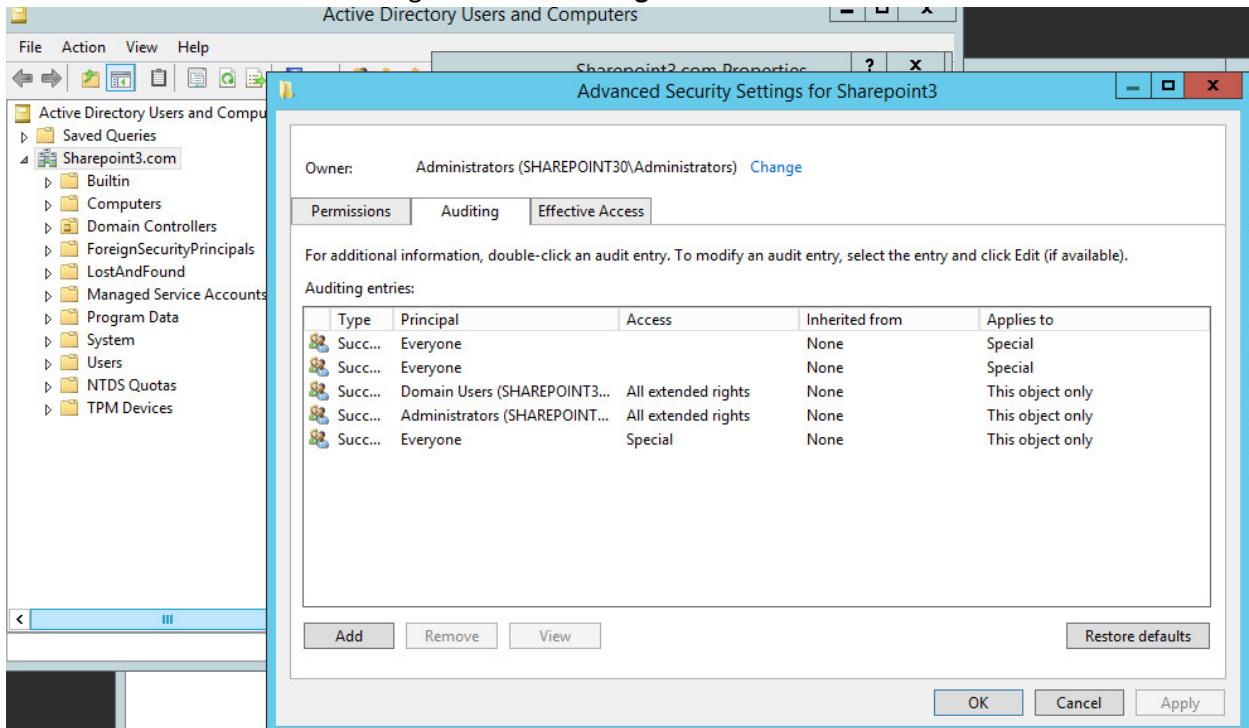 Active Directory Users and Computers
File Action View Help
Sharepoint3.com Properties ? X
Advanced Security Settings for Sharepoint3
Active Directory Users and Compu
Saved Queries
Sharepoint3.com
Builtin
Computers
Domain Controllers
ForeignSecurityPrincipals
LostAndFound
Managed Service Accounts
Program Data
System
Users
NTDS Quotas
TPM Devices
Owner: Administrators (SHAREPOINT30\Administrators) Change
Permissions Auditing Effective Access
For additional information, double-click an audit entry. To modify an audit entry, select the entry and click Edit (if available).
Auditing entries:
Type Principal Access Inherited from Applies to
Succ... Everyone None Special
Succ... Everyone None Special
Succ... Domain Users (SHAREPOINT3... All extended rights None This object only
Succ... Administrators (SHAREPOINT... All extended rights None This object only
Succ... Everyone Special None This object only
Add Remove View Restore defaults
OK Cancel Apply